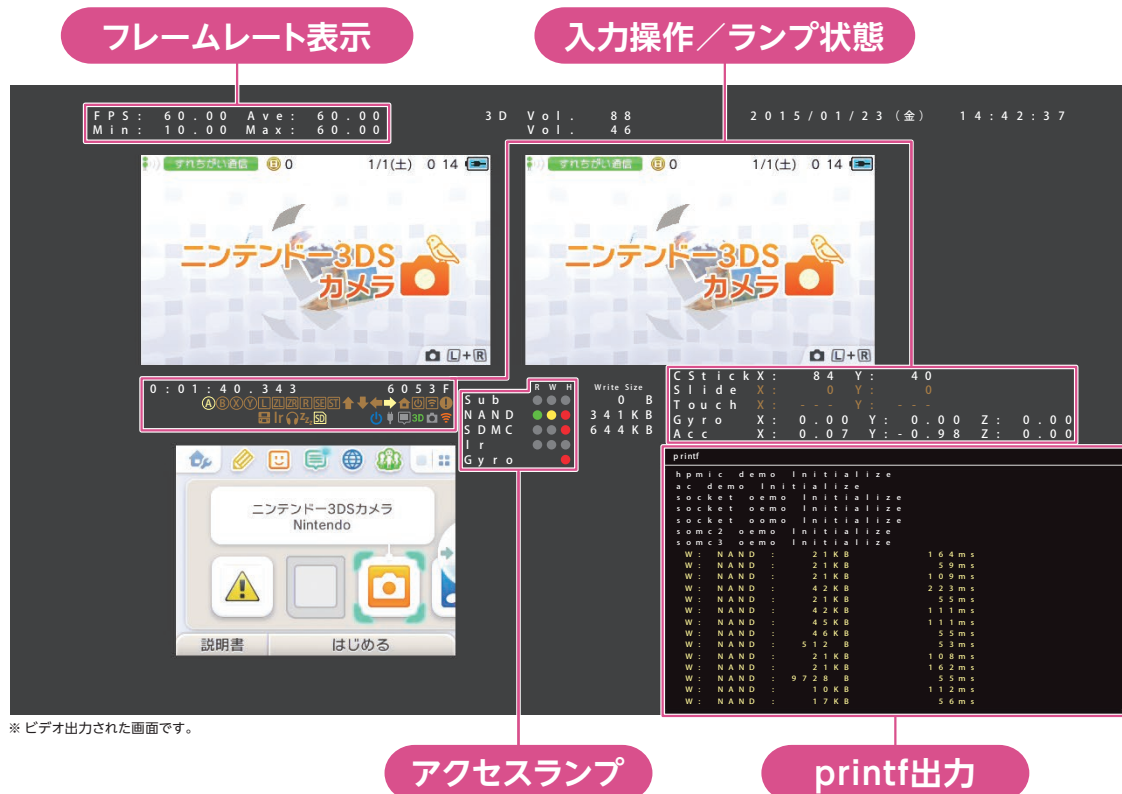 フレームレート表示
入力操作／ランプ状態
FPS: 60.00 Ave: 60.00
Min: 10.00 Max: 60.00
3D Vol. 88
Vol. 46
2015/01/23（金） 14:42:37
すれちがい通信 0 1/1(土) 0 14
ニンテンドー3DS
カメラ
L+R
すれちがい通信 0 1/1(土) 0 14
ニンテンドー3DS
カメラ
L+R
0:01:40.343 6053F
A B X Y L ZL ZR R SE ST
Ir Zzz SD 3D
R W H Write Size
Sub 0 B
NAND 341KB
SDMC 644KB
Ir
Gyro
CStick X: 84 Y: 40
Slide X: 0 Y: 0
Touch X: --- Y: ---
Gyro X: 0.00 Y: 0.00 Z: 0.00
Acc X: 0.07 Y:-0.98 Z: 0.00
ニンテンドー3DSカメラ
Nintendo
説明書 はじめる
printf
hpmic demo Initialize
ac demo Initialize
socket oemo Initialize
socket oemo Initialize
socket oomo Initialize
somc2 oemo Initialize
somc3 oemo Initialize
W: NAND : 21KB 164ms
W: NAND : 21KB 59ms
W: NAND : 21KB 109ms
W: NAND : 42KB 223ms
W: NAND : 21KB 55ms
W: NAND : 42KB 111ms
W: NAND : 45KB 111ms
W: NAND : 46KB 55ms
W: NAND : 512 B 53ms
W: NAND : 21KB 108ms
W: NAND : 21KB 162ms
W: NAND : 9728 B 55ms
W: NAND : 10KB 112ms
W: NAND : 17KB 56ms
※ ビデオ出力された画面です。
アクセスランプ
printf出力